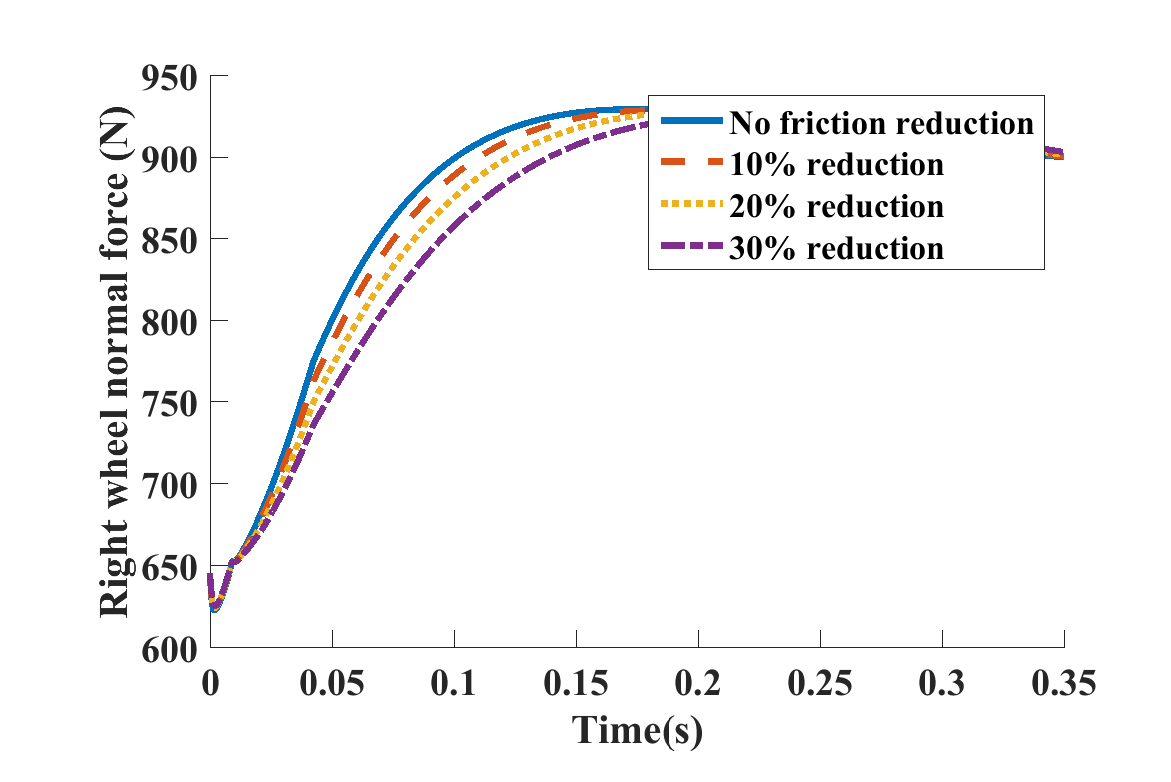 Right wheel normal force (N)
950
900
850
800
750
700
650
600
No friction reduction
10% reduction
20% reduction
30% reduction
0 0.05 0.1 0.15 0.2 0.25 0.3 0.35
Time(s)